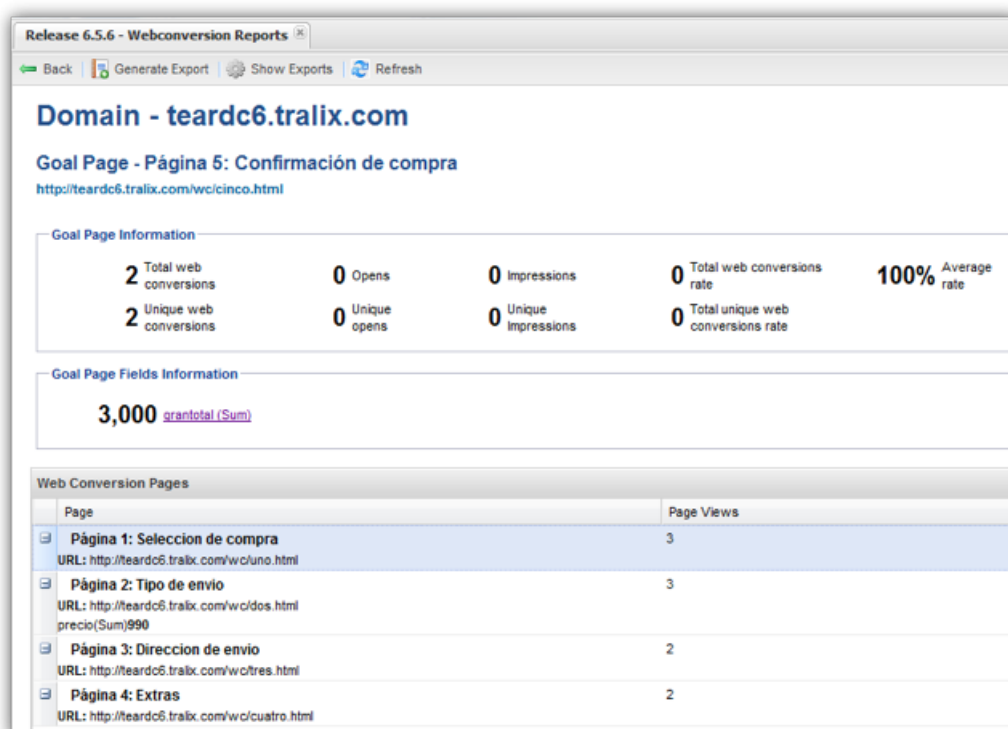 Release 6.5.6 - Webconversion Reports
Back Generate Export Show Exports Refresh
Domain - teardc6.tralix.com
Goal Page - Página 5: Confirmación de compra
http://teardc6.tralix.com/wc/cinco.html
Goal Page Information
2 Total web conversions
0 Opens
0 Impressions
0 Total web conversions rate
100% Average rate
2 Unique web conversions
0 Unique opens
0 Unique Impressions
0 Total unique web conversions rate
Goal Page Fields Information
3,000 grantotal (Sum)
Web Conversion Pages
Page Page Views
Página 1: Seleccion de compra 3
URL: http://teardc6.tralix.com/wc/uno.html
Página 2: Tipo de envio 3
URL: http://teardc6.tralix.com/wc/dos.html
precio(Sum)990
Página 3: Direccion de envio 2
URL: http://teardc6.tralix.com/wc/tres.html
Página 4: Extras 2
URL: http://teardc6.tralix.com/wc/cuatro.html